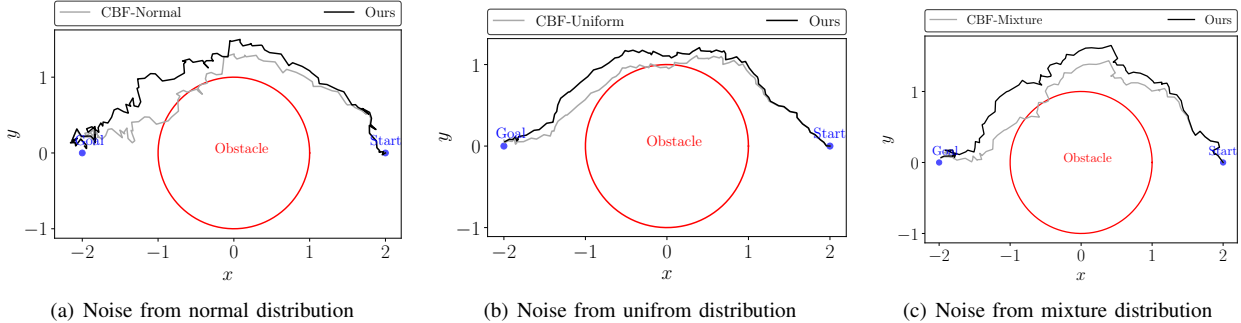 CBF-Normal Ours
1
0
−1
y
Goal
Start
Obstacle
−2 −1 0 1 2
x
(a) Noise from normal distribution
CBF-Uniform Ours
1
0
−1
y
Goal
Start
Obstacle
−2 −1 0 1 2
x
(b) Noise from unifrom distribution
CBF-Mixture Ours
1
0
−1
y
Goal
Start
Obstacle
−2 −1 0 1 2
x
(c) Noise from mixture distribution